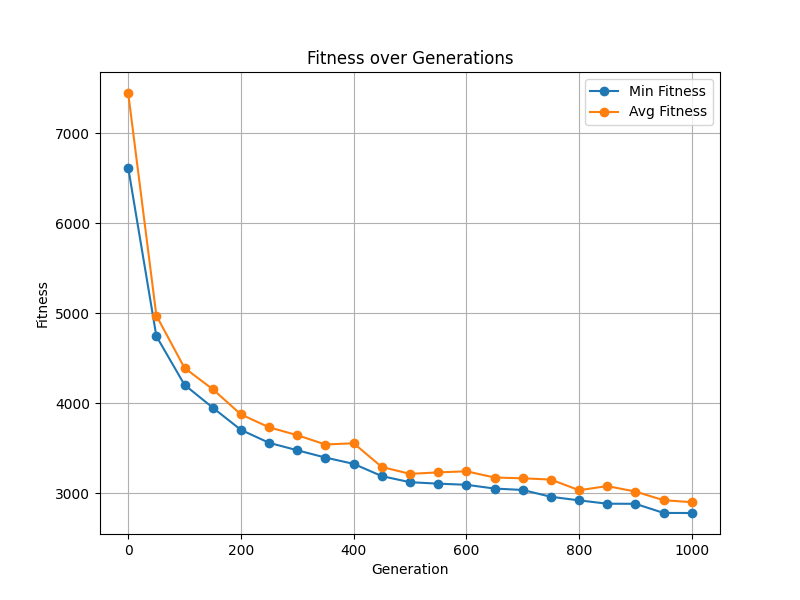 Fitness over Generations
Min Fitness
Avg Fitness
7000
6000
5000
4000
3000
Fitness
0 200 400 600 800 1000
Generation